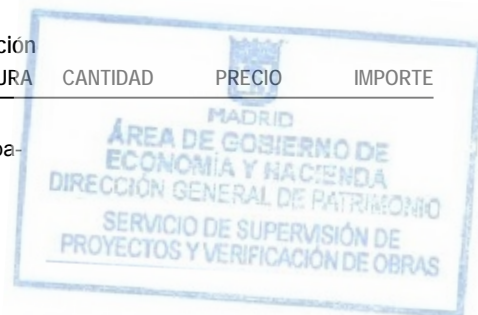 ción
URA CANTIDAD PRECIO IMPORTE
pa-
MADRID
ÁREA DE GOBIERNO DE
ECONOMÍA Y HACIENDA
DIRECCIÓN GENERAL DE PATRIMONIO
SERVICIO DE SUPERVISIÓN DE
PROYECTOS Y VERIFICACIÓN DE OBRAS